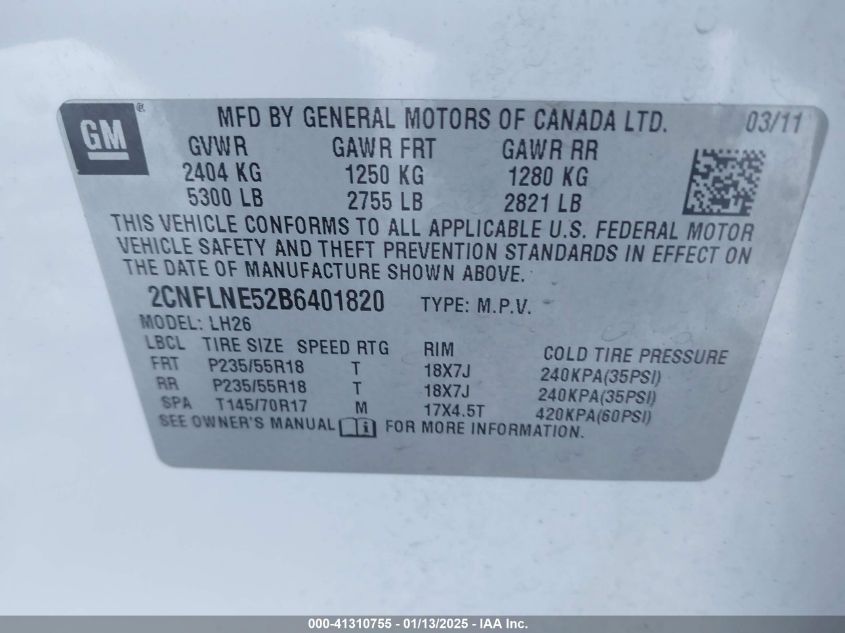 GM®
MFD BY GENERAL MOTORS OF CANADA LTD. 03/11
GVWR GAWR FRT GAWR RR
2404 KG 1250 KG 1280 KG
5300 LB 2755 LB 2821 LB
THIS VEHICLE CONFORMS TO ALL APPLICABLE U.S. FEDERAL MOTOR
VEHICLE SAFETY AND THEFT PREVENTION STANDARDS IN EFFECT ON
THE DATE OF MANUFACTURE SHOWN ABOVE.
2CNFLNE52B6401820 TYPE: M.P.V.
MODEL: LH26
LBCL TIRE SIZE SPEED RTG RIM COLD TIRE PRESSURE
FRT P235/55R18 T 18X7J 240KPA(35PSI)
RR P235/55R18 T 18X7J 240KPA(35PSI)
SPA T145/70R17 M 17X4.5T 420KPA(60PSI)
SEE OWNER'S MANUAL FOR MORE INFORMATION.
000-41310755 - 01/13/2025 - IAA Inc.